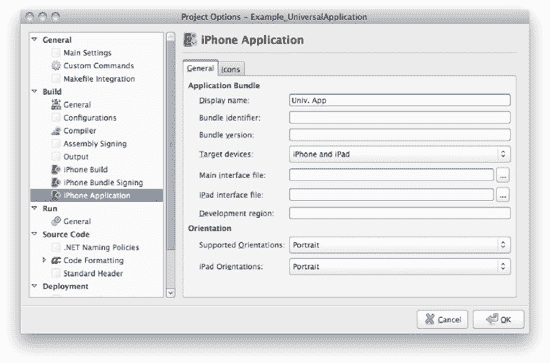 Project Options – Example_UniversalApplication
General
Main Settings
Custom Commands
Makefile Integration
Build
General
Configurations
Compiler
Assembly Signing
Output
iPhone Build
iPhone Bundle Signing
iPhone Application
Run
General
Source Code
.NET Naming Policies
Code Formatting
Standard Header
Deployment
iPhone Application
General Icons
Application Bundle
Display name: Univ. App
Bundle identifier:
Bundle version:
Target devices: iPhone and iPad
Main interface file: ...
iPad interface file: ...
Development region:
Orientation
Supported Orientations: Portrait
iPad Orientations: Portrait
Cancel OK